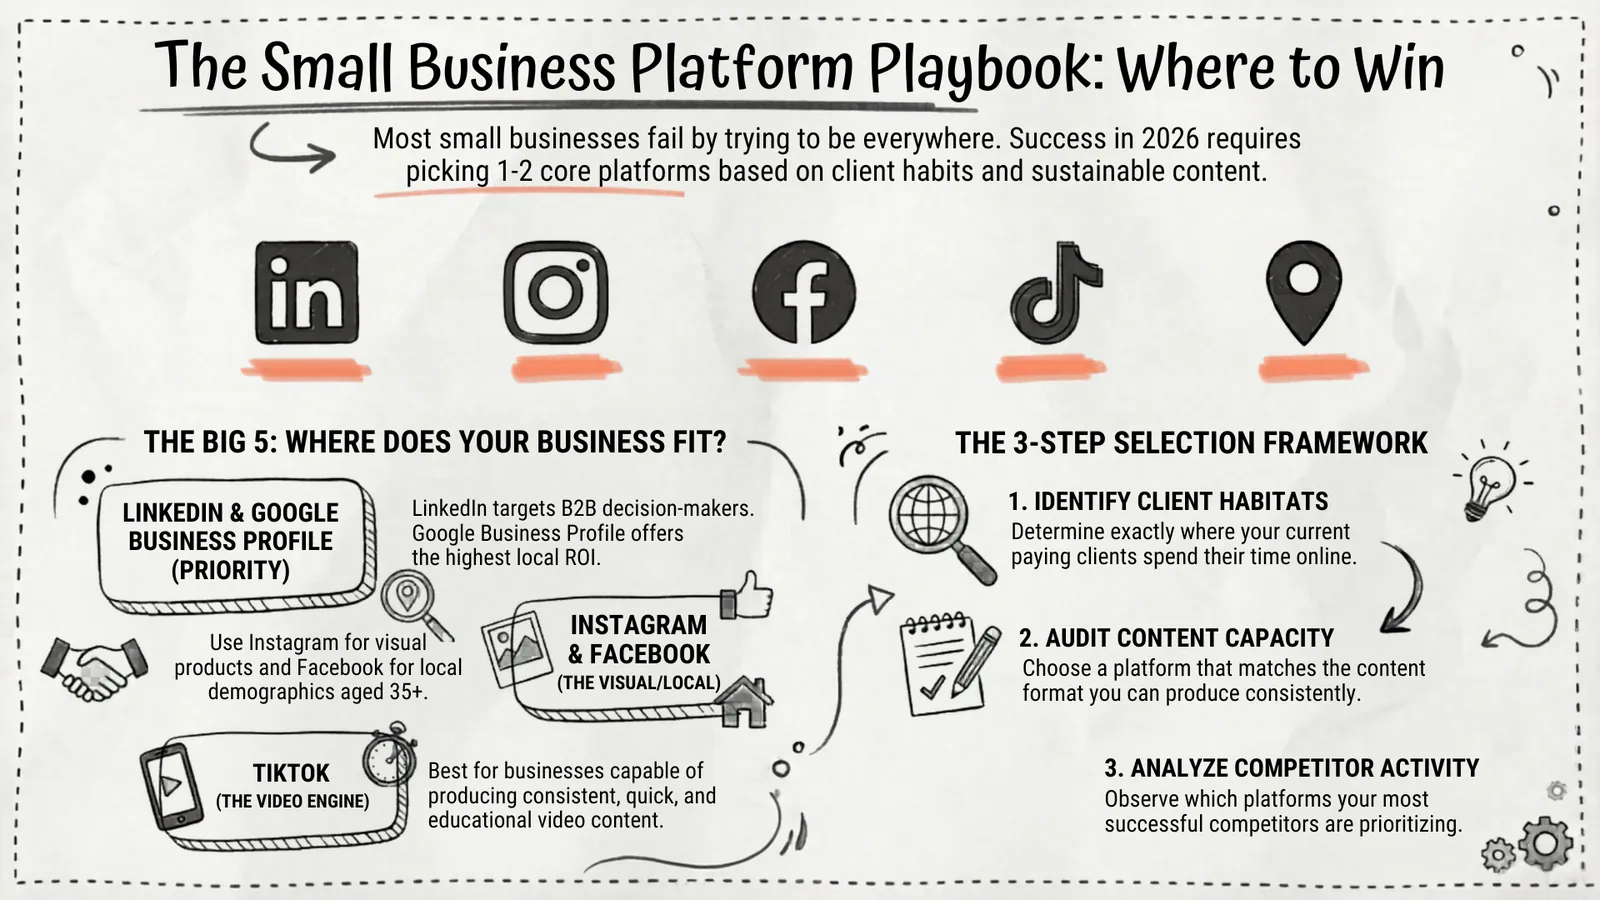 The Small Business Platform Playbook: Where to Win
Most small businesses fail by trying to be everywhere. Success in 2026 requires
picking 1-2 core platforms based on client habits and sustainable content.
in
f
THE BIG 5: WHERE DOES YOUR BUSINESS FIT?
LINKEDIN & GOOGLE
BUSINESS PROFILE
(PRIORITY)
LinkedIn targets B2B decision-makers.
Google Business Profile offers
the highest local ROI.
Use Instagram for visual
products and Facebook for local
demographics aged 35+.
INSTAGRAM
& FACEBOOK
(THE VISUAL/LOCAL)
TIKTOK
(THE VIDEO ENGINE)
Best for businesses capable of
producing consistent, quick, and
educational video content.
THE 3-STEP SELECTION FRAMEWORK
1. IDENTIFY CLIENT HABITATS
Determine exactly where your current
paying clients spend their time online.
2. AUDIT CONTENT CAPACITY
Choose a platform that matches the content
format you can produce consistently.
3. ANALYZE COMPETITOR ACTIVITY
Observe which platforms your most
successful competitors are prioritizing.